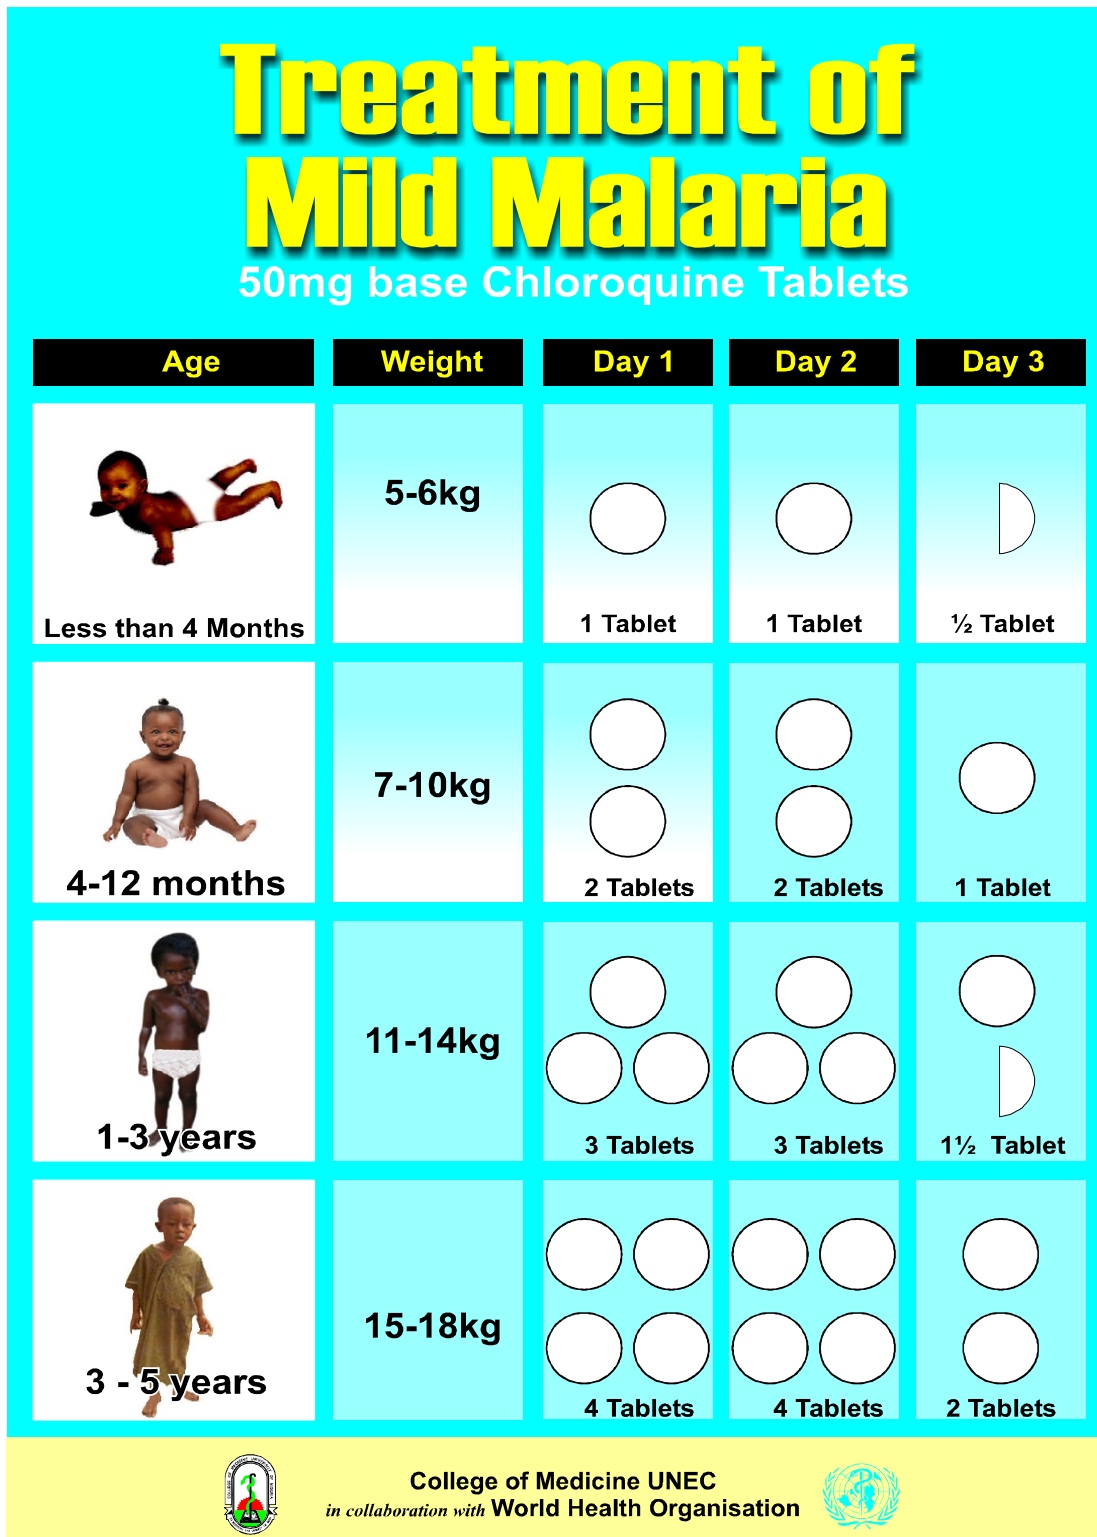 Treatment of
Mild Malaria
50mg base Chloroquine Tablets
Age Weight Day 1 Day 2 Day 3
5-6kg
Less than 4 Months 1 Tablet 1 Tablet ½ Tablet
7-10kg
4-12 months 2 Tablets 2 Tablets 1 Tablet
11-14kg
1-3 years 3 Tablets 3 Tablets 1½ Tablet
15-18kg
3 - 5 years 4 Tablets 4 Tablets 2 Tablets
College of Medicine UNEC
in collaboration with World Health Organisation